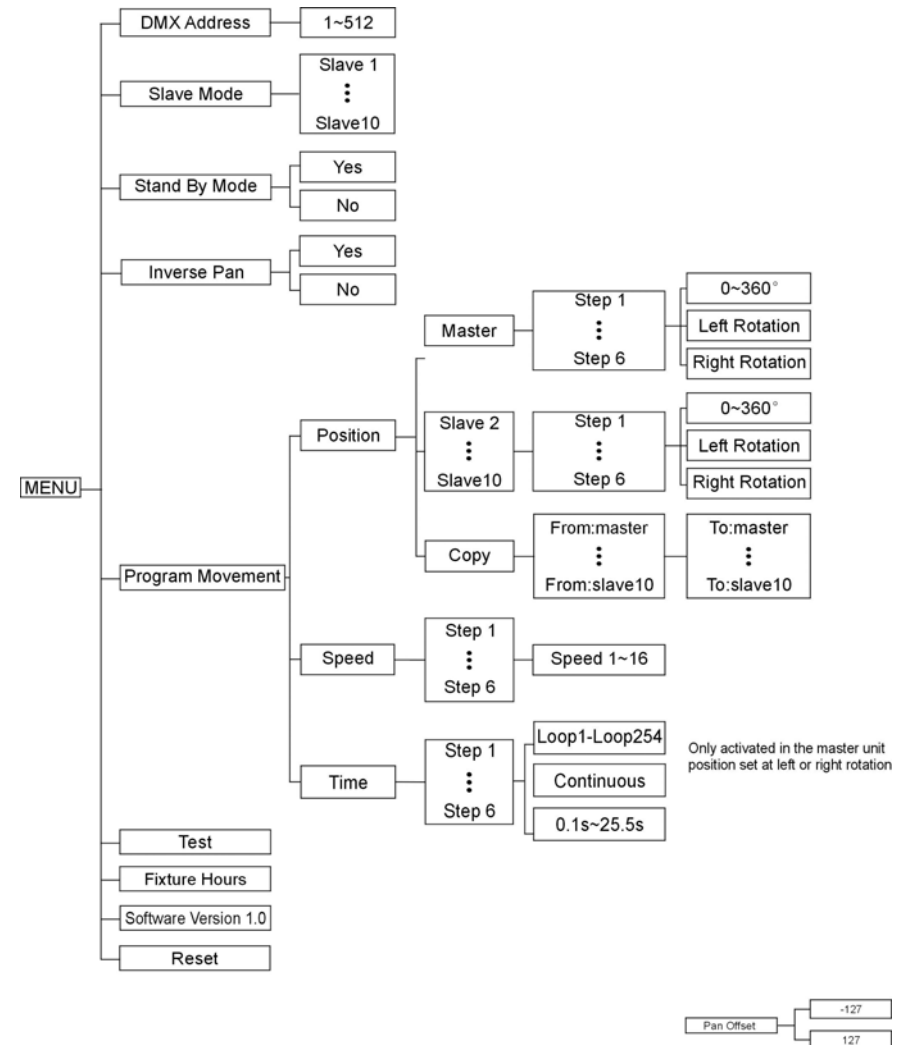 DMX Address
1~512
Slave Mode
Slave 1
Slave10
Stand By Mode
Yes
No
Inverse Pan
Yes
No
MENU
Program Movement
Position
Master
Step 1
Step 6
0~360°
Left Rotation
Right Rotation
Slave 2
Slave10
Step 1
Step 6
0~360°
Left Rotation
Right Rotation
Copy
From:master
From:slave10
To:master
To:slave10
Speed
Step 1
Step 6
Speed 1~16
Time
Step 1
Step 6
Loop1-Loop254
Continuous
0.1s~25.5s
Only activated in the master unit
position set at left or right rotation
Test
Fixture Hours
Software Version 1.0
Reset
Pan Offset
-127
127